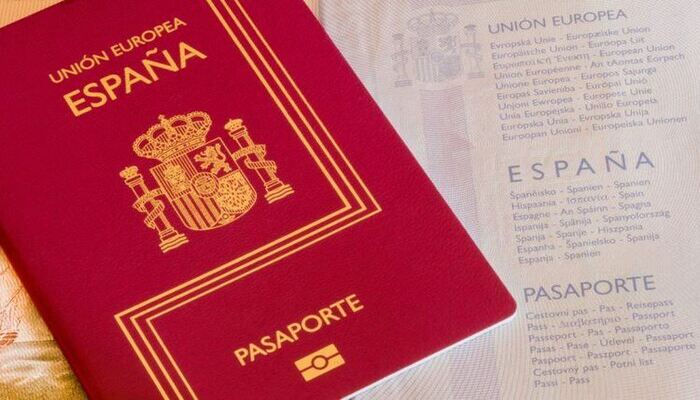 UNIÓN EUROPEA
ESPAÑA
PASAPORTE
UNIÓN EUROPEA
Evropská Unie - Europæiske Union
Europäische Union - Euroopa Liit
Ευρωπαϊκή Ένωση - European Union
Union Européenne - An tAontas Eorpach
Unione Europea - Eiropas
Europos - Európai Unió
Unjoni Ewropea - Europese Unie
Unia Europejska - União Europeia
Európska Únia - Evropska Unija
Euroopan Unioni - Europeiska Unionen
ESPAÑA
Španělsko - Spanien - Spanien
Hispaania - Ισπανία - Spain
Espagne - An Spáinn - Spagna
Spānija - Ispanija - Spanyolország
Spanja - Spanje - Hiszpania
Espanha - Španielsko - Španija
Espanja - Spanien
PASAPORTE
Cestovní pas - Pas - Reisepass
Pass - Διαβατήριο - Passport
Passeport - Pas - Passaporto
Pase - Pasas - Útlevél - Passaport
Paspoort - Paszport - Passaporte
Cestovný pas - Potni list
Passi - Pass